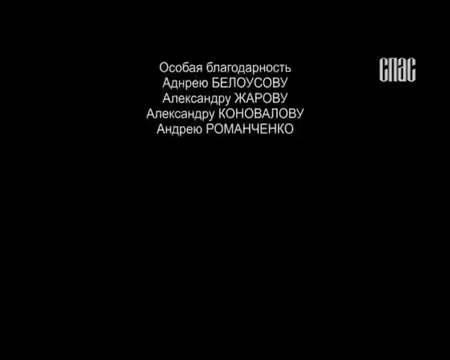 Особая благодарность
СПАС
Аднрею БЕЛОУСОВУ
Александру ЖАРОВУ
Александру КОНОВАЛОВУ
Андрею РОМАНЧЕНКО